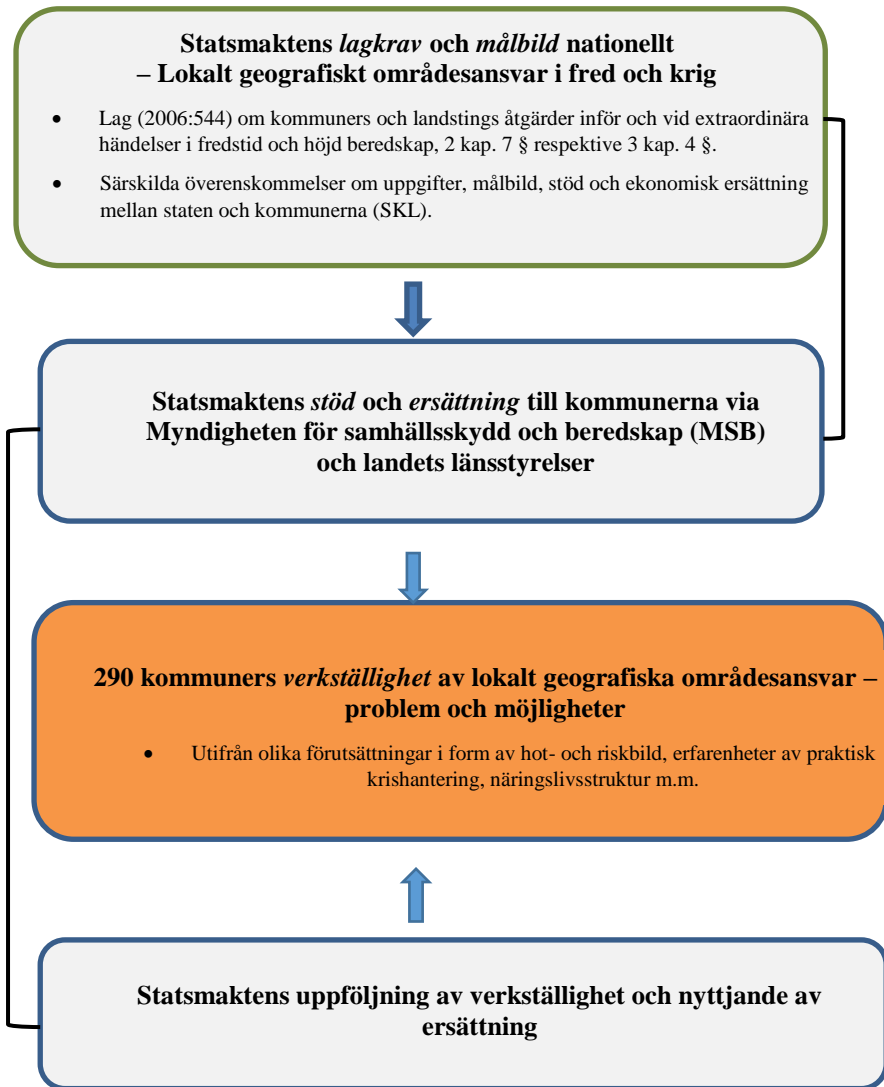 Statsmaktens lagkrav och målbild nationellt
– Lokalt geografiskt områdesansvar i fred och krig
• Lag (2006:544) om kommuners och landstings åtgärder inför och vid extraordinära
händelser i fredstid och höjd beredskap, 2 kap. 7 § respektive 3 kap. 4 §.
• Särskilda överenskommelser om uppgifter, målbild, stöd och ekonomisk ersättning
mellan staten och kommunerna (SKL).
Statsmaktens stöd och ersättning till kommunerna via
Myndigheten för samhällsskydd och beredskap (MSB)
och landets länsstyrelser
290 kommuners verkställighet av lokalt geografiska områdesansvar –
problem och möjligheter
• Utifrån olika förutsättningar i form av hot- och riskbild, erfarenheter av praktisk
krishantering, näringslivsstruktur m.m.
Statsmaktens uppföljning av verkställighet och nyttjande av
ersättning